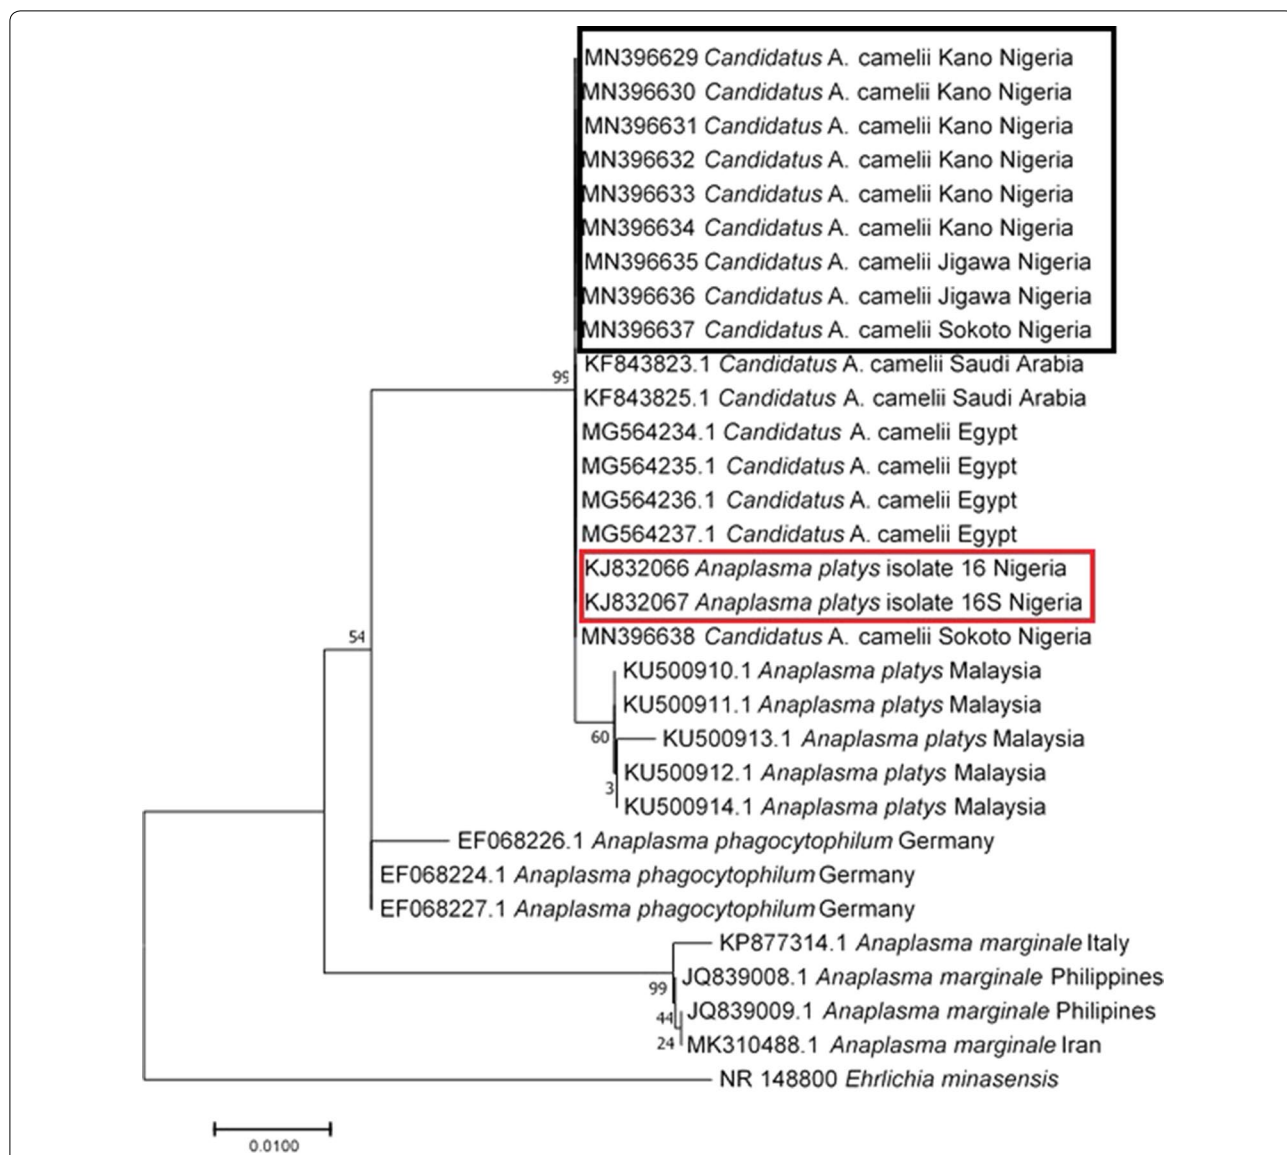 MN396629 Candidatus A. camelii Kano Nigeria
MN396630 Candidatus A. camelii Kano Nigeria
MN396631 Candidatus A. camelii Kano Nigeria
MN396632 Candidatus A. camelii Kano Nigeria
MN396633 Candidatus A. camelii Kano Nigeria
MN396634 Candidatus A. camelii Kano Nigeria
MN396635 Candidatus A. camelii Jigawa Nigeria
MN396636 Candidatus A. camelii Jigawa Nigeria
MN396637 Candidatus A. camelii Sokoto Nigeria
KF843823.1 Candidatus A. camelii Saudi Arabia
99
KF843825.1 Candidatus A. camelii Saudi Arabia
MG564234.1 Candidatus A. camelii Egypt
MG564235.1 Candidatus A. camelii Egypt
MG564236.1 Candidatus A. camelii Egypt
MG564237.1 Candidatus A. camelii Egypt
KJ832066 Anaplasma platys isolate 16 Nigeria
KJ832067 Anaplasma platys isolate 16S Nigeria
54
MN396638 Candidatus A. camelii Sokoto Nigeria
KU500910.1 Anaplasma platys Malaysia
KU500911.1 Anaplasma platys Malaysia
60
KU500913.1 Anaplasma platys Malaysia
KU500912.1 Anaplasma platys Malaysia
3
KU500914.1 Anaplasma platys Malaysia
EF068226.1 Anaplasma phagocytophilum Germany
EF068224.1 Anaplasma phagocytophilum Germany
EF068227.1 Anaplasma phagocytophilum Germany
KP877314.1 Anaplasma marginale Italy
JQ839008.1 Anaplasma marginale Philippines
99
JQ839009.1 Anaplasma marginale Philipines
44
MK310488.1 Anaplasma marginale Iran
24
NR 148800 Ehrlichia minasensis
0.0100